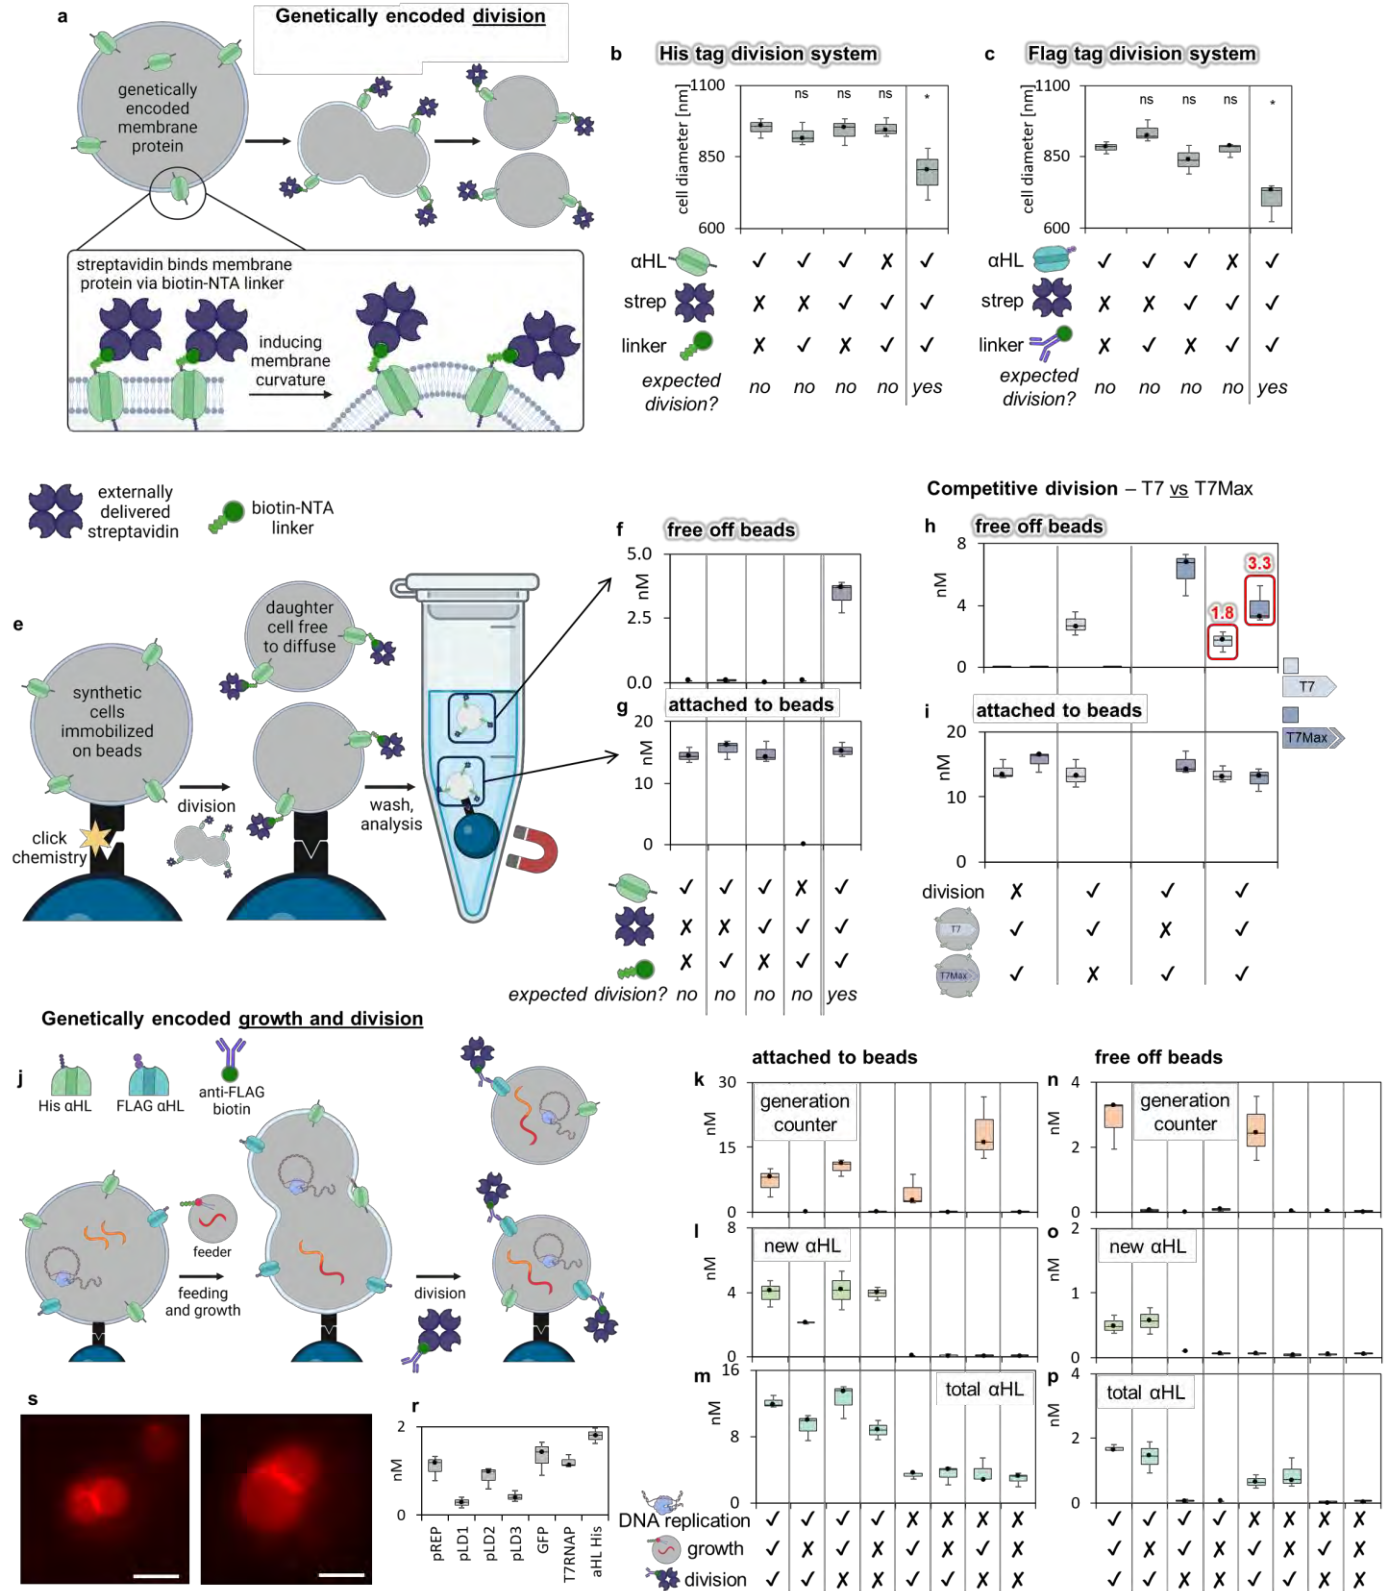 a
Genetically encoded division
genetically
encoded
membrane
protein
streptavidin binds membrane
protein via biotin-NTA linker
inducing
membrane
curvature
b
His tag division system
cell diameter [nm]
1100
850
600
ns
ns
ns
*
αHL
✓ ✓ ✓ ✗ ✓
strep
✗ ✗ ✓ ✓ ✓
linker
✗ ✓ ✗ ✓ ✓
expected
division?
no no no no yes
c
Flag tag division system
cell diameter [nm]
1100
850
600
ns
ns
ns
*
αHL
✓ ✓ ✓ ✗ ✓
strep
✗ ✗ ✓ ✓ ✓
linker
✗ ✓ ✗ ✓ ✓
expected
division?
no no no no yes
externally
delivered
streptavidin
biotin-NTA
linker
e
synthetic
cells
immobilized
on beads
click
chemistry
division
daughter
cell free
to diffuse
wash,
analysis
f
free off beads
nM
5.0
2.5
0.0
g
attached to beads
nM
20
10
0
✓ ✓ ✓ ✗ ✓
✗ ✗ ✓ ✓ ✓
✗ ✓ ✗ ✓ ✓
expected division? no no no no yes
Competitive division – T7 vs T7Max
h
free off beads
nM
8
4
0
1.8
3.3
T7
T7Max
i
attached to beads
20
10
0
division
✗ ✓ ✓ ✓
T7
✓ ✓ ✗ ✓
T7Max
✓ ✗ ✓ ✓
Genetically encoded growth and division
j
His αHL
FLAG αHL
anti-FLAG
biotin
feeder
feeding
and growth
division
attached to beads
k
generation
counter
nM
30
15
0
l
new αHL
nM
8
4
0
m
total αHL
nM
16
8
0
DNA replication
✓ ✓ ✓ ✓ ✗ ✗ ✗ ✗
growth
✓ ✗ ✓ ✗ ✓ ✗ ✓ ✗
division
✓ ✓ ✗ ✗ ✓ ✓ ✗ ✗
free off beads
n
generation
counter
nM
4
2
0
o
new αHL
nM
2
1
0
p
total αHL
nM
4
2
0
✓ ✓ ✓ ✓ ✗ ✗ ✗ ✗
✓ ✗ ✓ ✗ ✓ ✗ ✓ ✗
✓ ✓ ✗ ✗ ✓ ✓ ✗ ✗
s
r
nM
2
1
0
pREP
pLD1
pLD2
pLD3
GFP
T7RNAP
aHL His